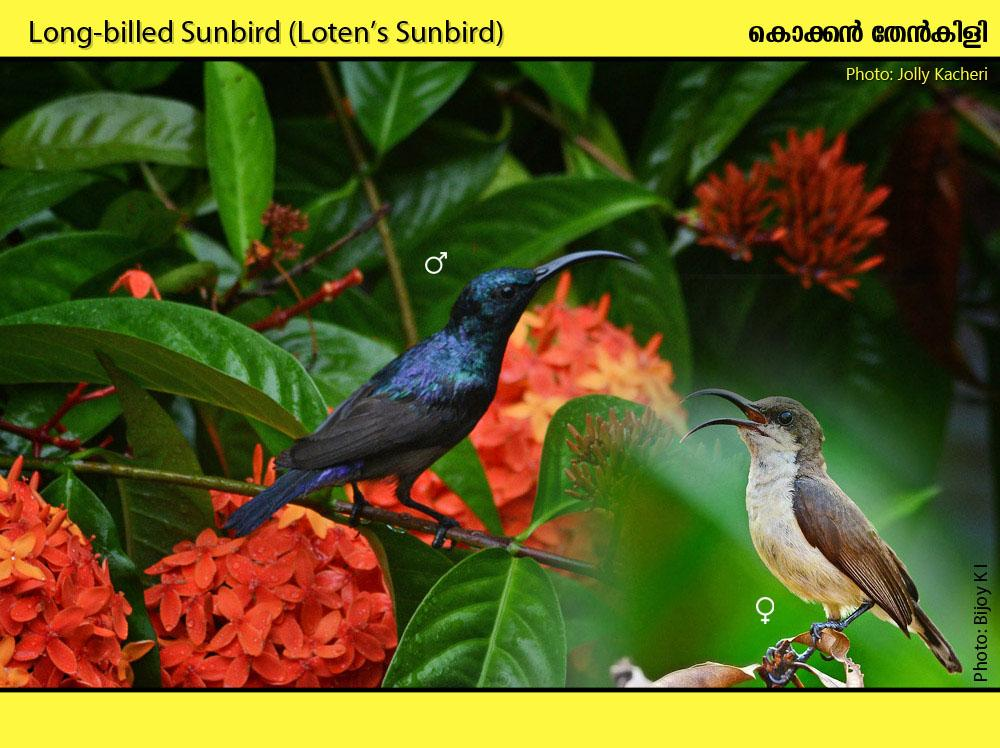 Long-billed Sunbird (Loten’s Sunbird)
കൊക്കൻ തേൻകിളി
Photo: Jolly Kacheri
♂
♀
Photo: Bijoy K I